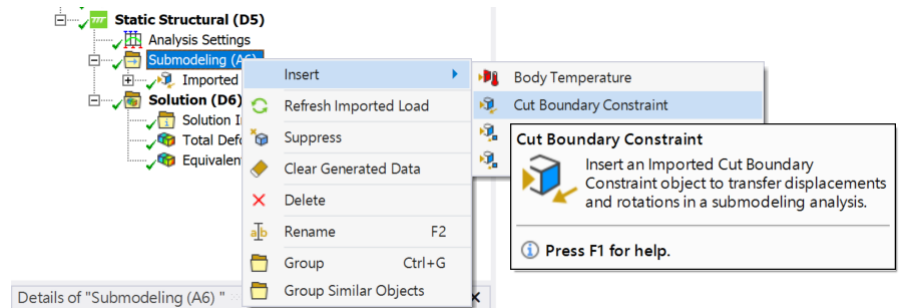 Static Structural (D5)
Analysis Settings
Submodeling (A6)
Imported
Solution (D6)
Solution I
Total Defo
Equivalen
Insert
Refresh Imported Load
Suppress
Clear Generated Data
Delete
Rename F2
Group Ctrl+G
Group Similar Objects
Body Temperature
Cut Boundary Constraint
Cut Boundary Constraint
Insert an Imported Cut Boundary
Constraint object to transfer displacements
and rotations in a submodeling analysis.
Press F1 for help.
Details of "Submodeling (A6) "